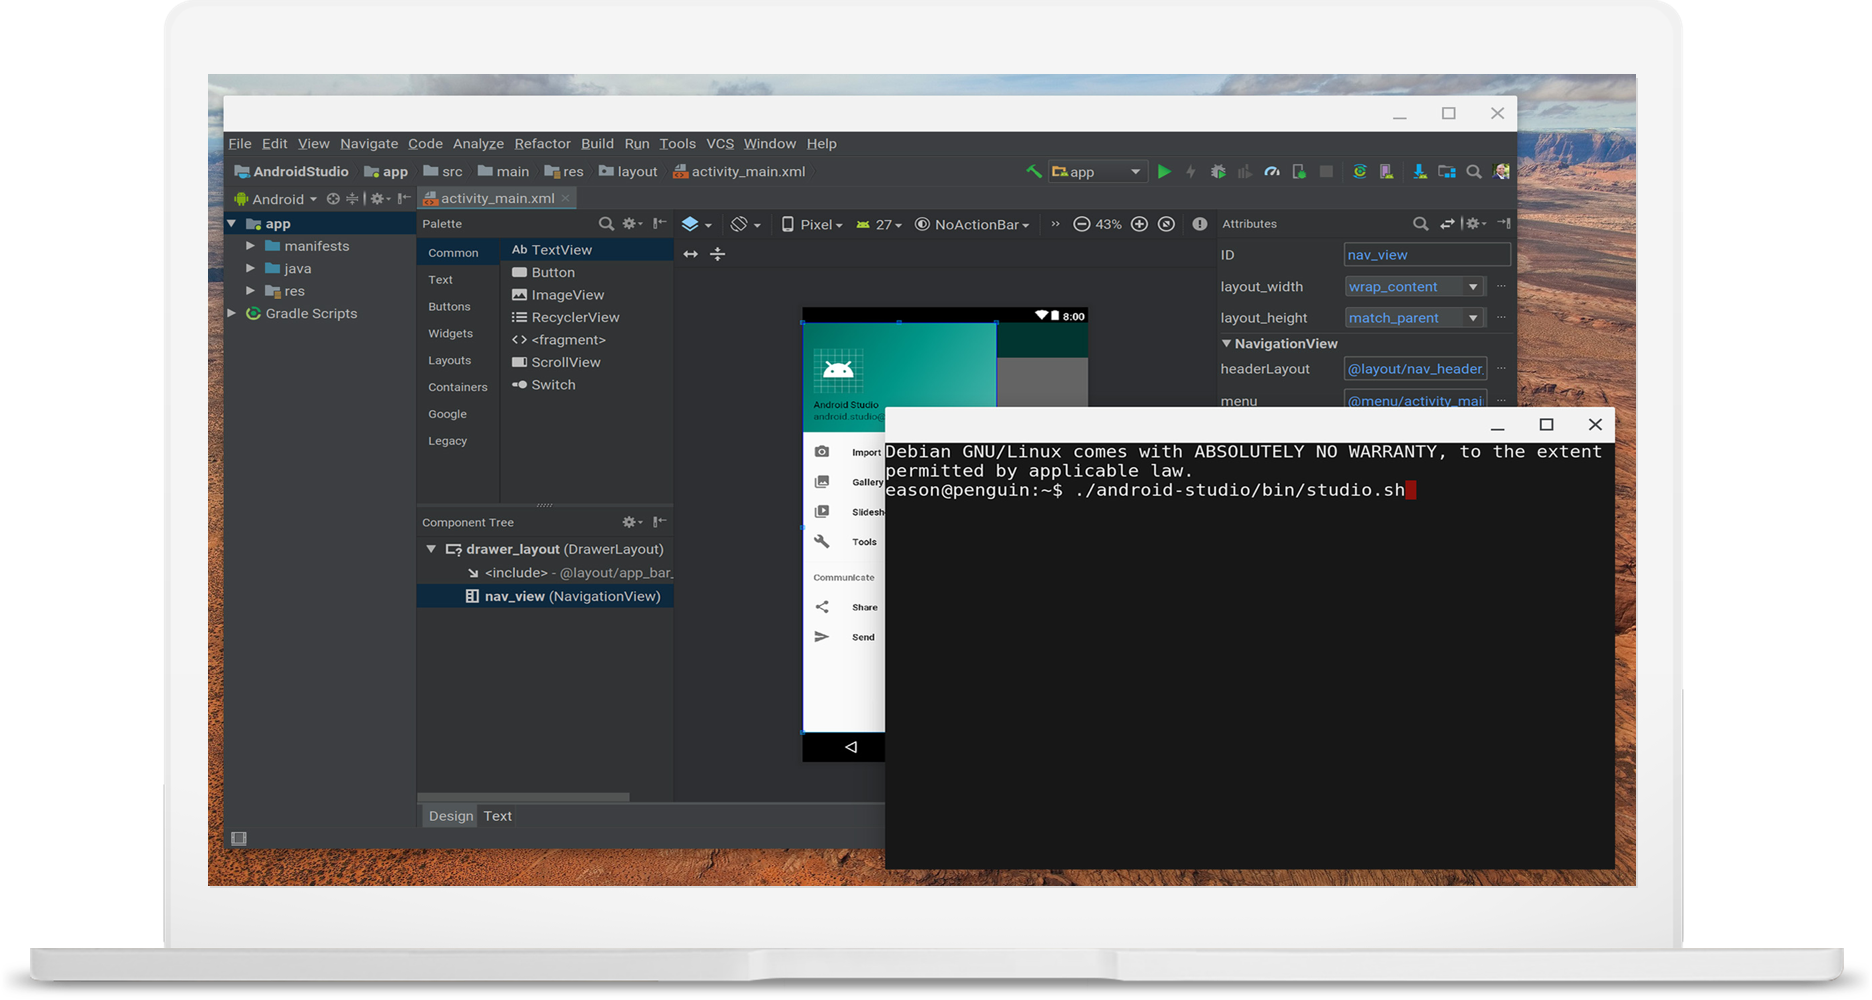 File Edit View Navigate Code Analyze Refactor Build Run Tools VCS Window Help
AndroidStudio app src main res layout activity_main.xml
app
Android
activity_main.xml
app
manifests
java
res
Gradle Scripts
Palette
Common
Text
Buttons
Widgets
Layouts
Containers
Google
Legacy
Ab TextView
Button
ImageView
RecyclerView
<fragment>
ScrollView
Switch
Component Tree
drawer_layout (DrawerLayout)
<include> - @layout/app_bar_
nav_view (NavigationView)
Design Text
Pixel 27 NoActionBar » 43%
8:00
Android Studio
android.studio@
Import
Gallery
Slidesh
Tools
Communicate
Share
Send
Attributes
ID nav_view
layout_width wrap_content
layout_height match_parent
NavigationView
headerLayout @layout/nav_header_
menu @menu/activity_mai
Debian GNU/Linux comes with ABSOLUTELY NO WARRANTY, to the extent
permitted by applicable law.
eason@penguin:~$ ./android-studio/bin/studio.sh